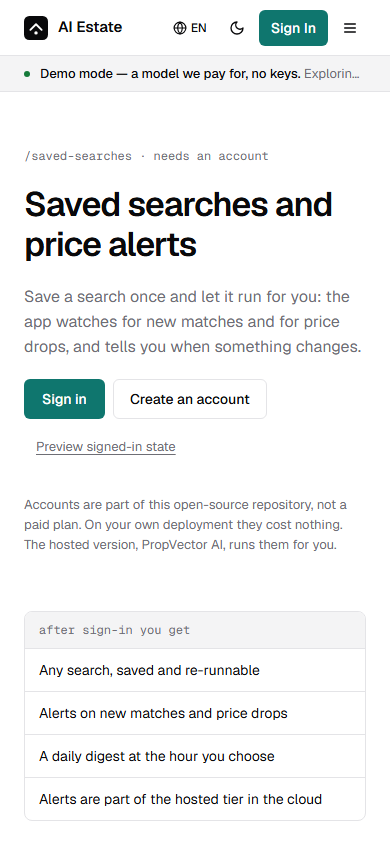 AI Estate
EN
Sign In
Demo mode — a model we pay for, no keys. Explorin…
/saved-searches · needs an account
Saved searches and
price alerts
Save a search once and let it run for you: the
app watches for new matches and for price
drops, and tells you when something changes.
Sign in
Create an account
Preview signed-in state
Accounts are part of this open-source repository, not a
paid plan. On your own deployment they cost nothing.
The hosted version, PropVector AI, runs them for you.
after sign-in you get
Any search, saved and re-runnable
Alerts on new matches and price drops
A daily digest at the hour you choose
Alerts are part of the hosted tier in the cloud